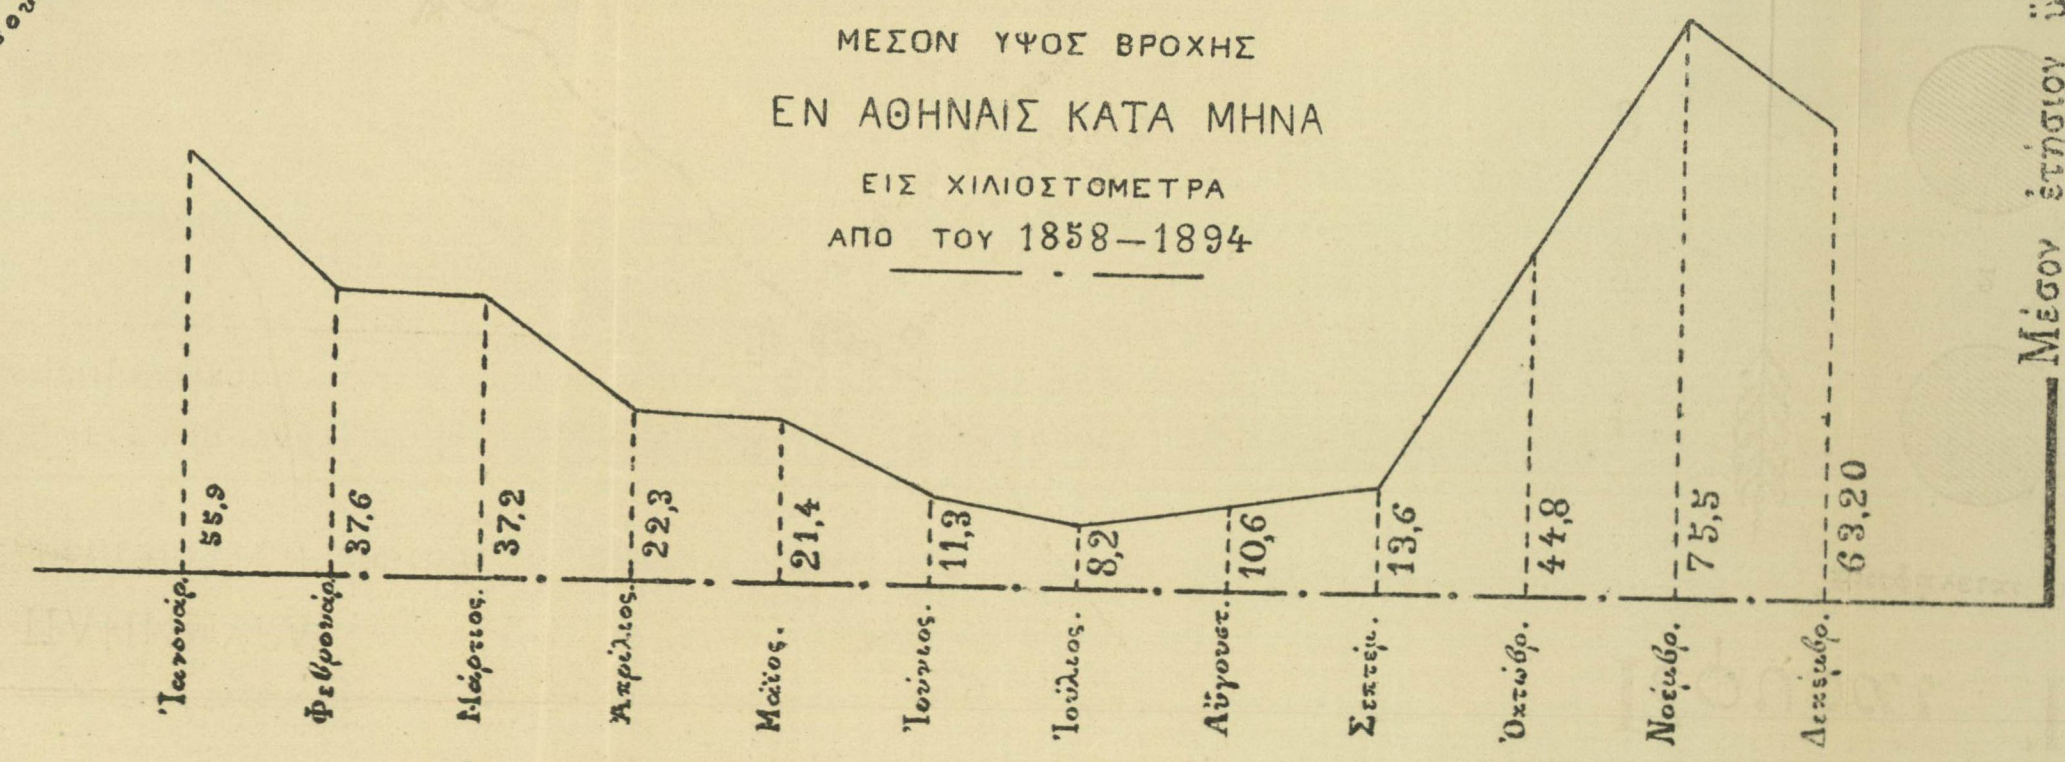 ΜΕΣΟΝ ΥΨΟΣ ΒΡΟΧΗΣ
ΕΝ ΑΘΗΝΑΙΣ ΚΑΤΑ ΜΗΝΑ
ΕΙΣ ΧΙΛΙΟΣΤΟΜΕΤΡΑ
ΑΠΟ ΤΟΥ 1858—1894
55,9
37,6
37,2
22,3
21,4
11,3
8,2
10,6
13,6
44,8
75,5
63,20
Ἰανουάρ.
Φεβρουάρ.
Μάρτιος.
Ἀπρίλιος.
Μάϊος.
Ἰούνιος.
Ἰούλιος.
Αὔγουστ.
Σεπτέμ.
Ὀκτώβρ.
Νοέμβρ.
Δεκέμβρ.
Μέσον ἐτήσιον